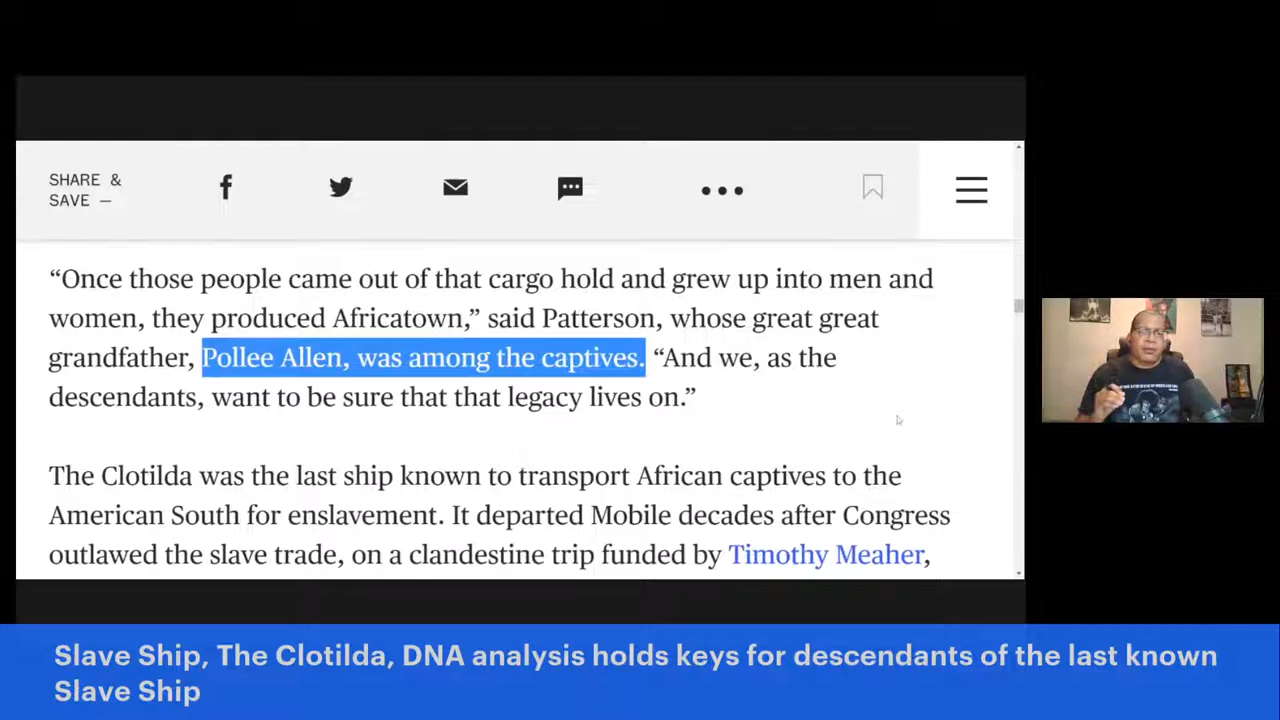 SHARE &
SAVE —
“Once those people came out of that cargo hold and grew up into men and
women, they produced Africatown,” said Patterson, whose great great
grandfather, Pollee Allen, was among the captives. “And we, as the
descendants, want to be sure that that legacy lives on.”
The Clotilda was the last ship known to transport African captives to the
American South for enslavement. It departed Mobile decades after Congress
outlawed the slave trade, on a clandestine trip funded by Timothy Meaher,
Slave Ship, The Clotilda, DNA analysis holds keys for descendants of the last known
Slave Ship